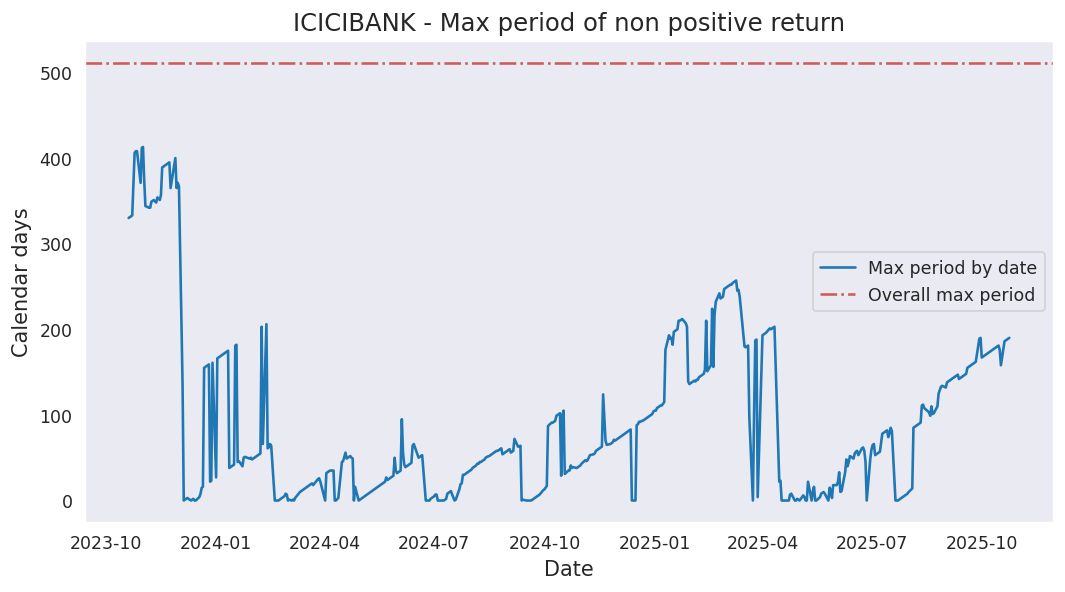 ICICIBANK - Max period of non positive return
Calendar days
500
400
300
200
100
0
Max period by date
Overall max period
2023-10 2024-01 2024-04 2024-07 2024-10 2025-01 2025-04 2025-07 2025-10
Date